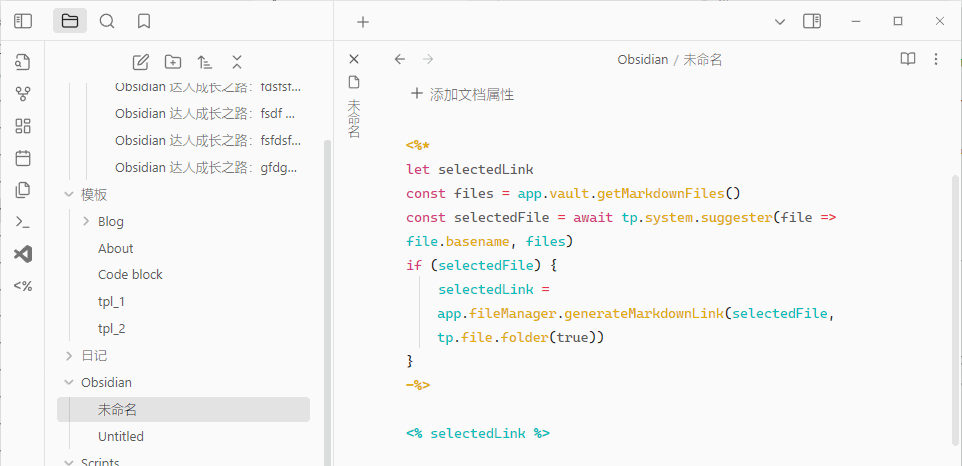 Obsidian / 未命名
Obsidian 达人成长之路：fdsfsf...
Obsidian 达人成长之路：fsdf ...
Obsidian 达人成长之路：fsfdsf...
Obsidian 达人成长之路：gfdg...
模板
Blog
About
Code block
tpl_1
tpl_2
日记
Obsidian
未命名
Untitled
Scripts
<%
未命名
添加文档属性
<%*
let selectedLink
const files = app.vault.getMarkdownFiles()
const selectedFile = await tp.system.suggester(file =>
file.basename, files)
if (selectedFile) {
selectedLink =
app.fileManager.generateMarkdownLink(selectedFile,
tp.file.folder(true))
}
-%>
<% selectedLink %>